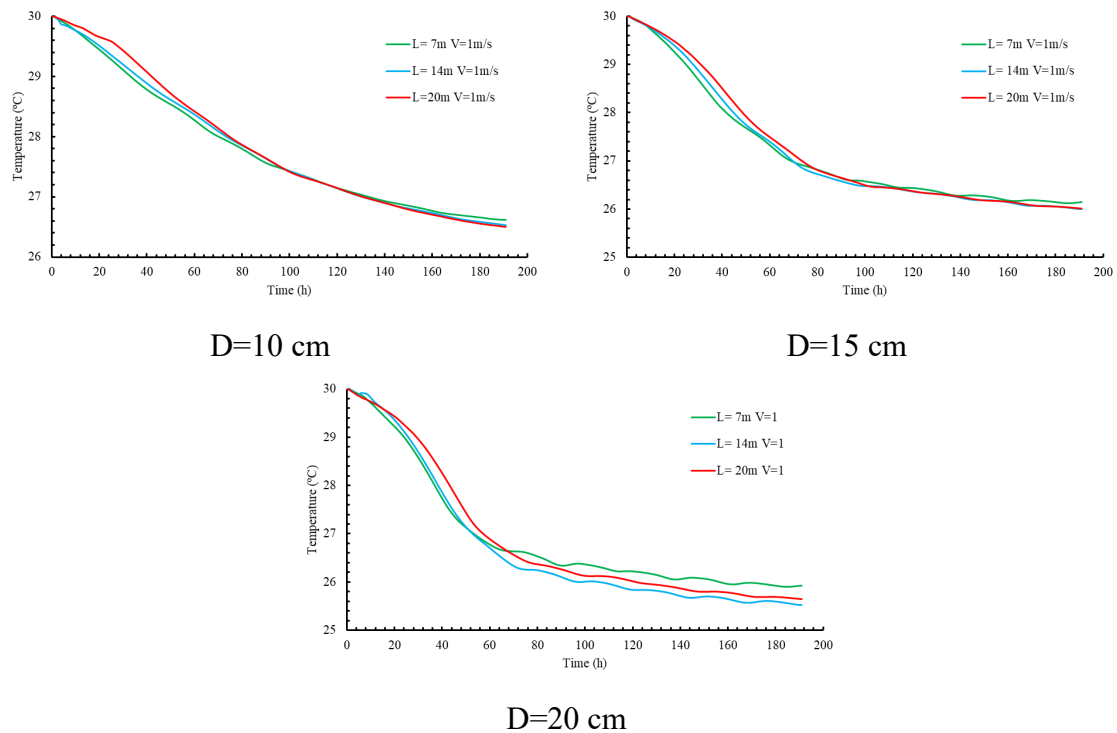 30
29
28
27
26
Temperature (ºC)
0 20 40 60 80 100 120 140 160 180 200
Time (h)
L= 7m V=1m/s
L= 14m V=1m/s
L=20m V=1m/s
D=10 cm
30
29
28
27
26
25
Temperature (ºC)
0 20 40 60 80 100 120 140 160 180 200
Time (h)
L= 7m V=1m/s
L= 14m V=1m/s
L= 20m V=1m/s
D=15 cm
30
29
28
27
26
25
Temperature (ºC)
0 20 40 60 80 100 120 140 160 180 200
Time (h)
L= 7m V=1
L= 14m V=1
L= 20m V=1
D=20 cm